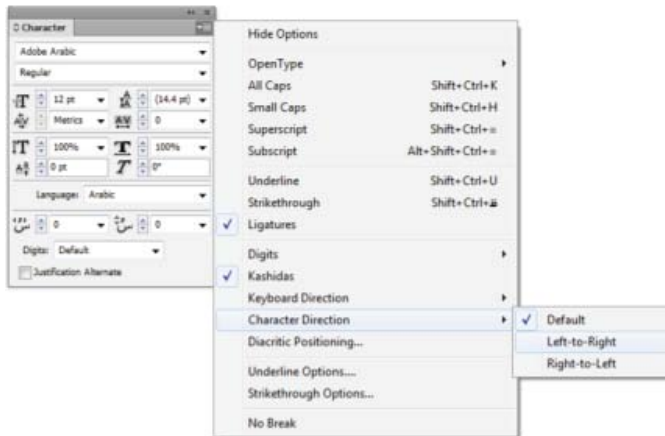 Character
Adobe Arabic
Regular
12 pt
(14.4 pt)
Metrics
0
100%
100%
0 pt
0°
Language: Arabic
0
0
Digits: Default
Justification Alternate
Hide Options
OpenType
All Caps Shift+Ctrl+K
Small Caps Shift+Ctrl+H
Superscript Shift+Ctrl+=
Subscript Alt+Shift+Ctrl+=
Underline Shift+Ctrl+U
Strikethrough
Ligatures
Digits
Kashidas
Keyboard Direction
Character Direction
Default
Left-to-Right
Right-to-Left
Diacritic Positioning...
Underline Options....
Strikethrough Options...
No Break